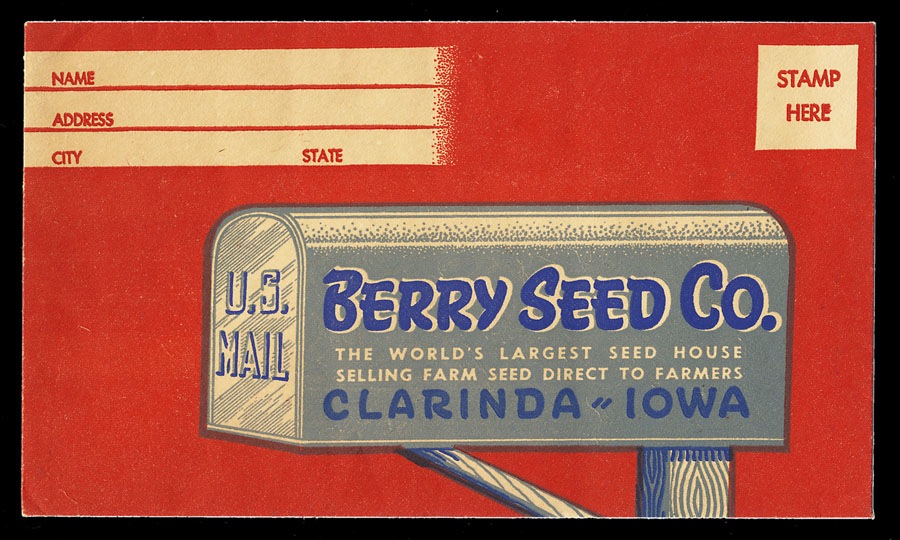 NAME
ADDRESS
CITY STATE
STAMP
HERE
U.S.
MAIL
BERRY SEED CO.
THE WORLD'S LARGEST SEED HOUSE
SELLING FARM SEED DIRECT TO FARMERS
CLARINDA〃IOWA